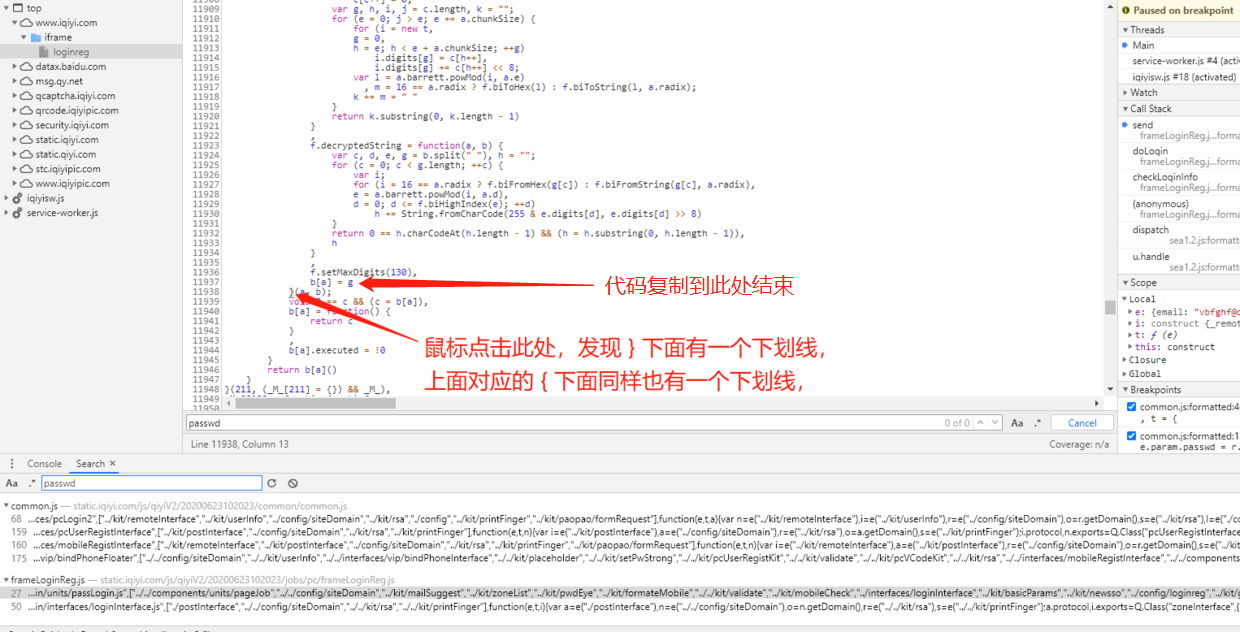 top
www.iqiyi.com
iframe
loginreg
datax.baidu.com
msg.qy.net
qcaptcha.iqiyi.com
qrcode.iqiyipic.com
security.iqiyi.com
static.iqiyi.com
static.qiyi.com
stc.iqiyipic.com
www.iqiyipic.com
iqiyisw.js
service-worker.js
11909 var g, h, i, j = c.length, k = "";
11910 for (e = 0; j > e; e += a.chunkSize) {
11911 for (i = new t,
11912 g = 0,
11913 h = e; h < e + a.chunkSize; ++g)
11914 i.digits[g] = c[h++],
11915 i.digits[g] += c[h++] << 8;
11916 var l = a.barrett.powMod(i, a.e)
11917 , m = 16 == a.radix ? f.biToHex(l) : f.biToString(l, a.radix);
11918 k += m + " "
11919 }
11920 return k.substring(0, k.length - 1)
11921 }
11922 ,
11923 f.decryptedString = function(a, b) {
11924 var c, d, e, g = b.split(" "), h = "";
11925 for (c = 0; c < g.length; ++c) {
11926 var i;
11927 for (i = 16 == a.radix ? f.biFromHex(g[c]) : f.biFromString(g[c], a.radix),
11928 e = a.barrett.powMod(i, a.d),
11929 d = 0; d <= f.biHighIndex(e); ++d)
11930 h += String.fromCharCode(255 & e.digits[d], e.digits[d] >> 8)
11931 }
11932 return 0 == h.charCodeAt(h.length - 1) && (h = h.substring(0, h.length - 1)),
11933 h
11934 }
11935 ,
11936 f.setMaxDigits(130),
11937 b[a] = g
11938 }(a, b);
11939 void 0 == c && (c = b[a]),
11940 b[a] = function() {
11941 return c
11942 }
11943 ,
11944 b[a].executed = !0
11945 }
11946 return b[a]()
11947 }
11948 }(211, (_M_[211] = {}) && _M_),
11949
11950
代码复制到此处结束
鼠标点击此处，发现 } 下面有一个下划线，
上面对应的 { 下面同样也有一个下划线，
passwd 0 of 0 Aa .* Cancel
Line 11938, Column 13 Coverage: n/a
Paused on breakpoint
Threads
Main
service-worker.js #4 (activ
iqiyisw.js #18 (activated)
Watch
Call Stack
send
frameLoginReg.j…format
doLogin
frameLoginReg.j…format
checkLoginInfo
frameLoginReg.j…format
(anonymous)
frameLoginReg.j…format
dispatch
sea1.2.js:formatt
u.handle
sea1.2.js:formatt
Scope
Local
e: {email: "vbfghf@
i: construct {_remot
t: ƒ (e)
this: construct
Closure
Global
Breakpoints
common.js:formatted:4
, t = {
common.js:formatted:1
e.param.passwd = r.
Console Search ×
Aa .* passwd
common.js — static.iqiyi.com/js/qiyiV2/20200623102023/common/common.js
68 …ces/pcLogin2",["../kit/remoteInterface","../kit/userInfo","../config/siteDomain","../kit/rsa","./config","../kit/printFinger","../kit/paopao/formRequest"],function(e,t,a){var n=e("../kit/remoteInterface"),i=e("../kit/userInfo"),r=e("../config/siteDomain"),o=r.getDomain(),s=e("../kit/rsa"),l=e("./c
159 …ces/pcUserRegistInterface",["../kit/postInterface","../config/siteDomain","../kit/rsa","../kit/printFinger"],function(e,t,n){var i=e("../kit/postInterface"),a=e("../config/siteDomain"),r=e("../kit/rsa"),o=a.getDomain(),s=e("../kit/printFinger");i.protocol,n.exports=Q.Class("pcUserRegistInterface
160 …ces/mobileRegistInterface",["../kit/remoteInterface","../kit/postInterface","../config/siteDomain","../kit/rsa","../kit/printFinger","../kit/paopao/formRequest"],function(e,t,n){var i=e("../kit/remoteInterface"),a=e("../kit/postInterface"),r=e("../config/siteDomain"),o=r.getDomain(),s=e("../kit
175 …vip/bindPhoneFloater",["../../config/siteDomain","../../kit/userInfo","../../interfaces/vip/bindPhoneInterface","../../kit/placeholder","../../kit/setPwStrong","../../kit/validate","../../kit/pcVCodeKit","../../kit/pcUserRegistKit","../../interfaces/mobileRegistInterface","../../components
frameLoginReg.js — static.iqiyi.com/js/qiyiV2/20200623102023/jobs/pc/frameLoginReg.js
27 …in/units/passLogin.js",["../../components/units/pageJob","../../config/siteDomain","../kit/mailSuggest","../kit/zoneList","../kit/pwdEye","../kit/formateMobile","../../kit/validate","../kit/mobileCheck","../interfaces/loginInterface","../kit/basicParams","../kit/newsso","../config/loginreg","../kit/g
50 …in/interfaces/loginInterface.js",["./postInterface","../config/siteDomain","../kit/rsa","../kit/printFinger"],function(e,t,i){var a=e("./postInterface"),n=e("../config/siteDomain"),o=n.getDomain(),r=e("../kit/rsa"),s=e("../kit/printFinger");a.protocol,i.exports=Q.Class("zoneInterface",{